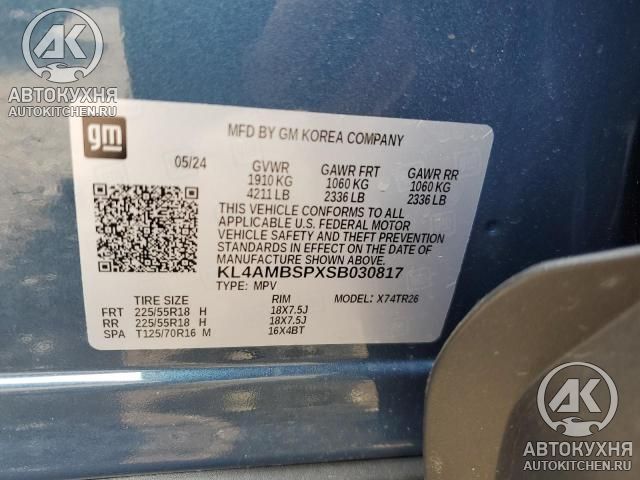 AK
АВТОКУХНЯ
AUTOKITCHEN.RU
gm
MFD BY GM KOREA COMPANY
05/24 GVWR GAWR FRT GAWR RR
1910 KG 1060 KG 1060 KG
4211 LB 2336 LB 2336 LB
THIS VEHICLE CONFORMS TO ALL
APPLICABLE U.S. FEDERAL MOTOR
VEHICLE SAFETY AND THEFT
PREVENTION STANDARDS IN EFFECT
ON THE DATE OF
MANUFACTURE SHOWN ABOVE.
KL4AMBSPXSB030817
TYPE: MPV MODEL: X74TR26
TIRE SIZE RIM
FRT 225/55R18 H 18X7.5J
RR 225/55R18 H 18X7.5J
SPA T125/70R16 M 16X4BT
AK
АВТОКУХНЯ
AUTOKITCHEN.RU